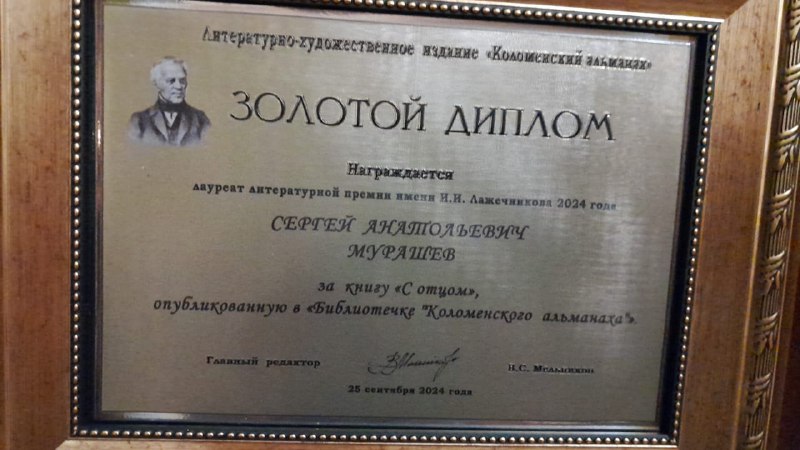 Литературно-художественное издание «Коломенский альманах»
ЗОЛОТОЙ ДИПЛОМ
Награждается
лауреат литературной премии имени И.И. Лажечникова 2024 года
СЕРГЕЙ АНАТОЛЬЕВИЧ
МУРАШЕВ
за книгу «С отцом»,
опубликованную в «Библиотечке "Коломенского альманаха"».
Главный редактор
В.С. Мельников
25 сентября 2024 года